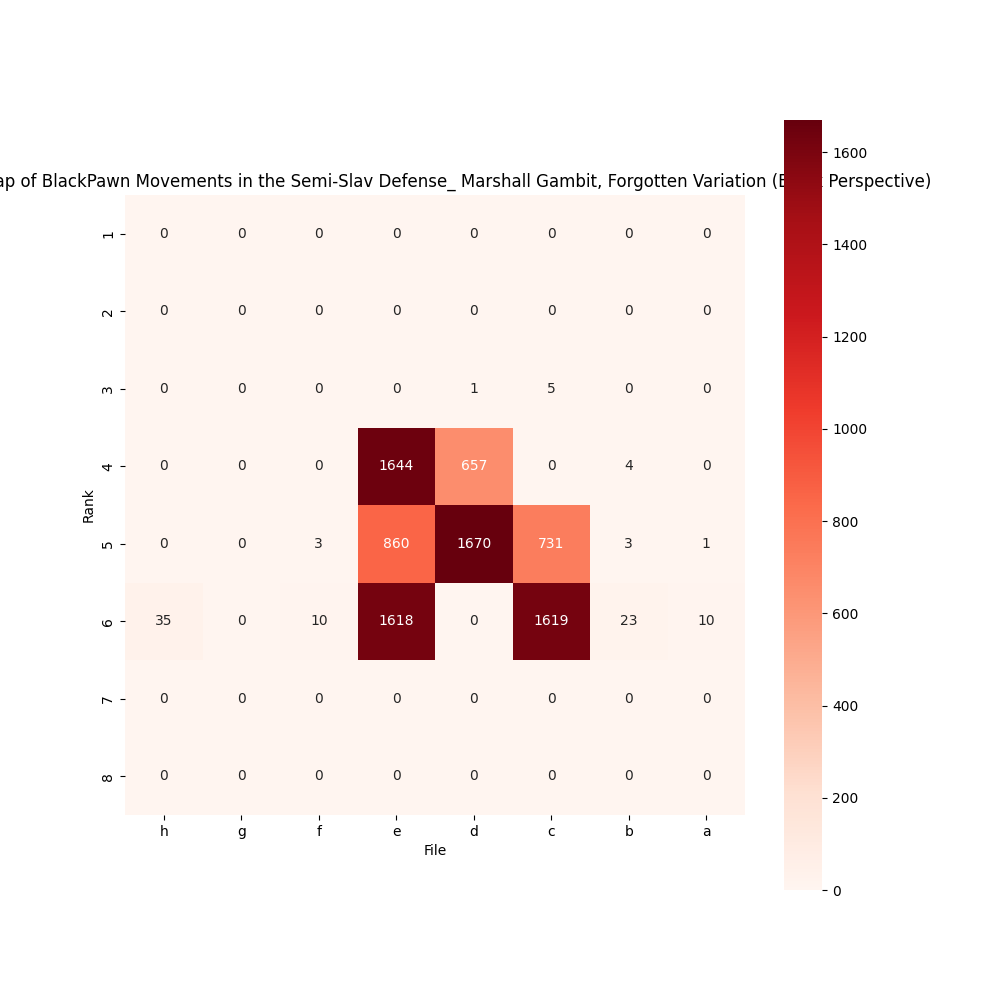 ap of BlackPawn Movements in the Semi-Slav Defense_ Marshall Gambit, Forgotten Variation (B Perspective)
1600
1400
1200
1000
800
600
400
200
0
Rank
1 0 0 0 0 0 0 0 0
2 0 0 0 0 0 0 0 0
3 0 0 0 0 1 5 0 0
4 0 0 0 1644 657 0 4 0
5 0 0 3 860 1670 731 3 1
6 35 0 10 1618 0 1619 23 10
7 0 0 0 0 0 0 0 0
8 0 0 0 0 0 0 0 0
h g f e d c b a
File